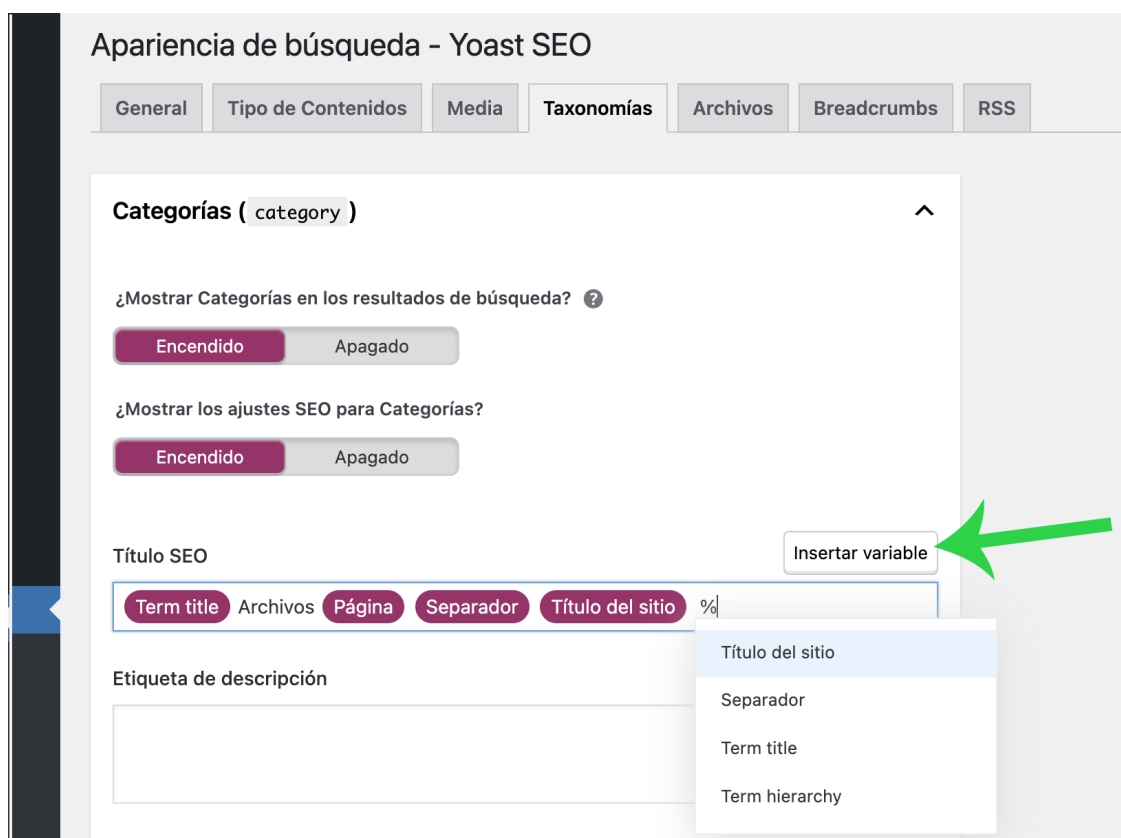 Apariencia de búsqueda - Yoast SEO
General Tipo de Contenidos Media Taxonomías Archivos Breadcrumbs RSS
Categorías ( category )
¿Mostrar Categorías en los resultados de búsqueda? ?
Encendido Apagado
¿Mostrar los ajustes SEO para Categorías?
Encendido Apagado
Título SEO Insertar variable
Term title Archivos Página Separador Título del sitio %
Título del sitio
Etiqueta de descripción
Separador
Term title
Term hierarchy